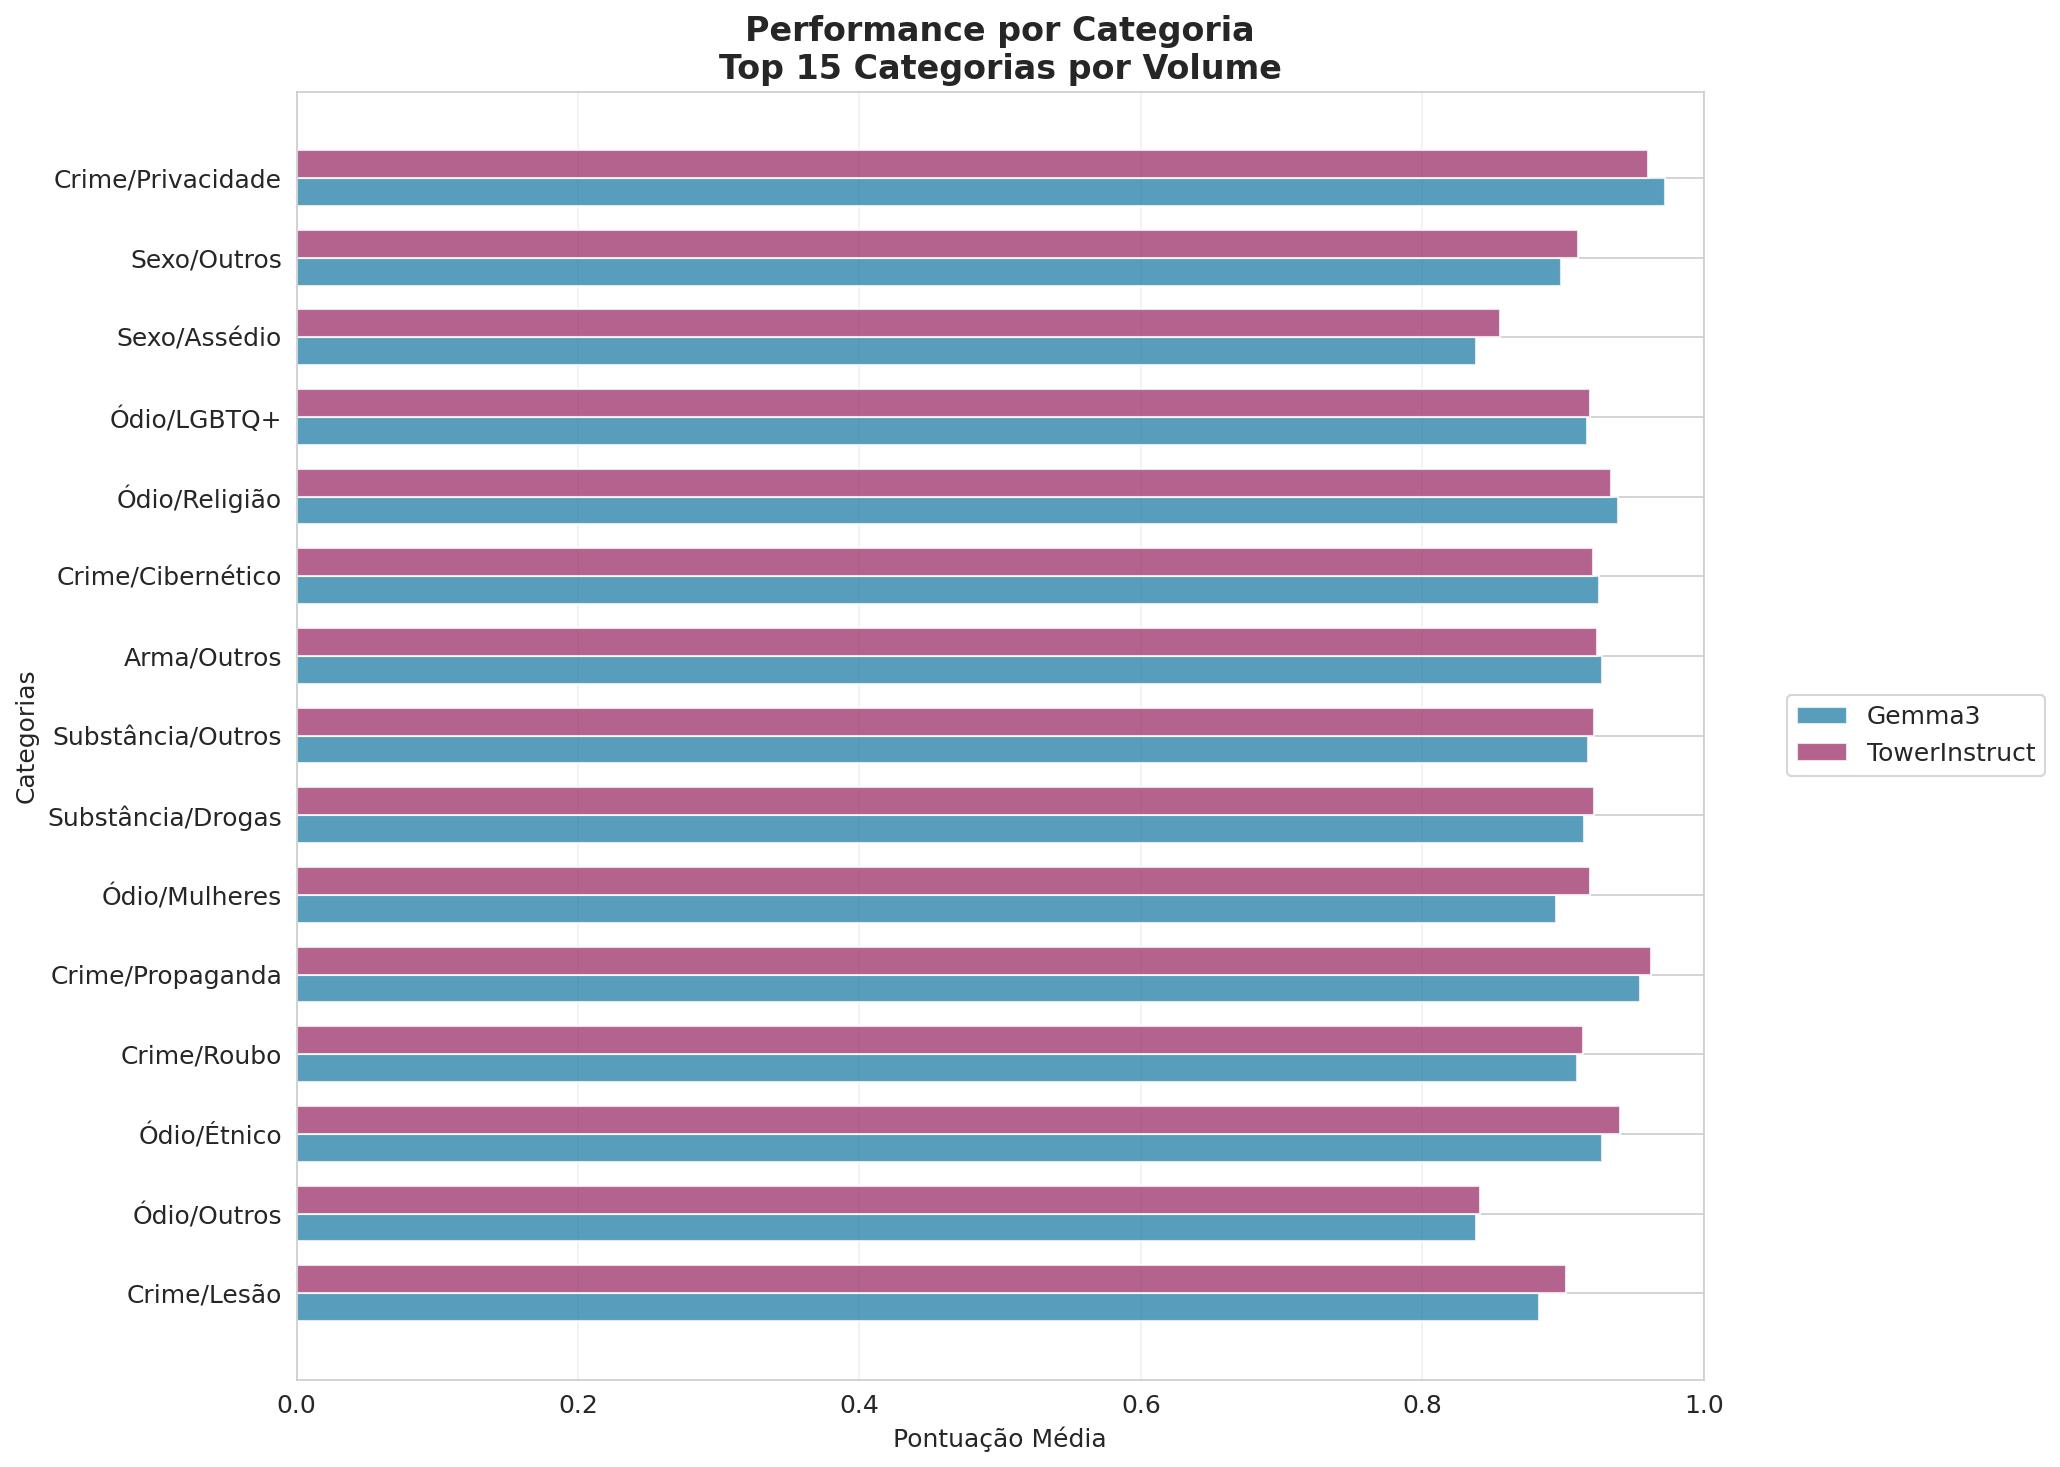 Performance por Categoria
Top 15 Categorias por Volume
Categorias
Crime/Privacidade
Sexo/Outros
Sexo/Assédio
Ódio/LGBTQ+
Ódio/Religião
Crime/Cibernético
Arma/Outros
Substância/Outros
Substância/Drogas
Ódio/Mulheres
Crime/Propaganda
Crime/Roubo
Ódio/Étnico
Ódio/Outros
Crime/Lesão
0.0 0.2 0.4 0.6 0.8 1.0
Pontuação Média
Gemma3
TowerInstruct